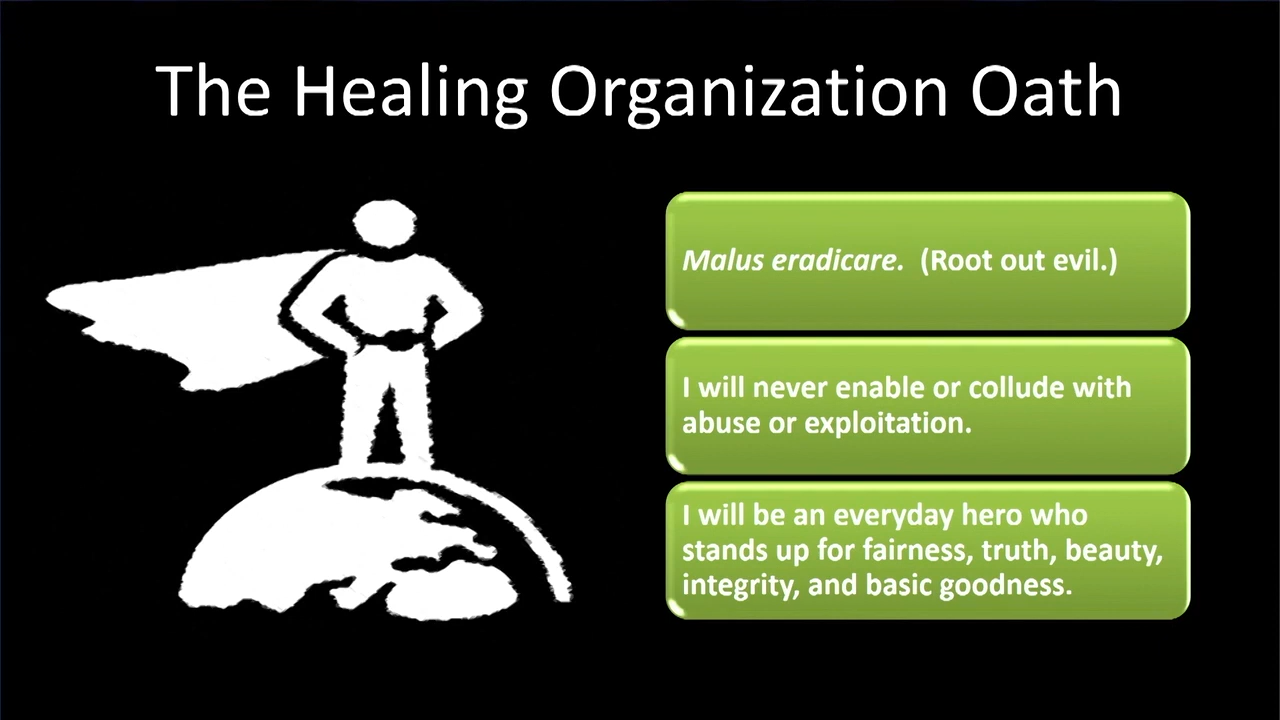 The Healing Organization Oath
Malus eradicare.  (Root out evil.)
I will never enable or collude with
abuse or exploitation.
I will be an everyday hero who
stands up for fairness, truth, beauty,
integrity, and basic goodness.